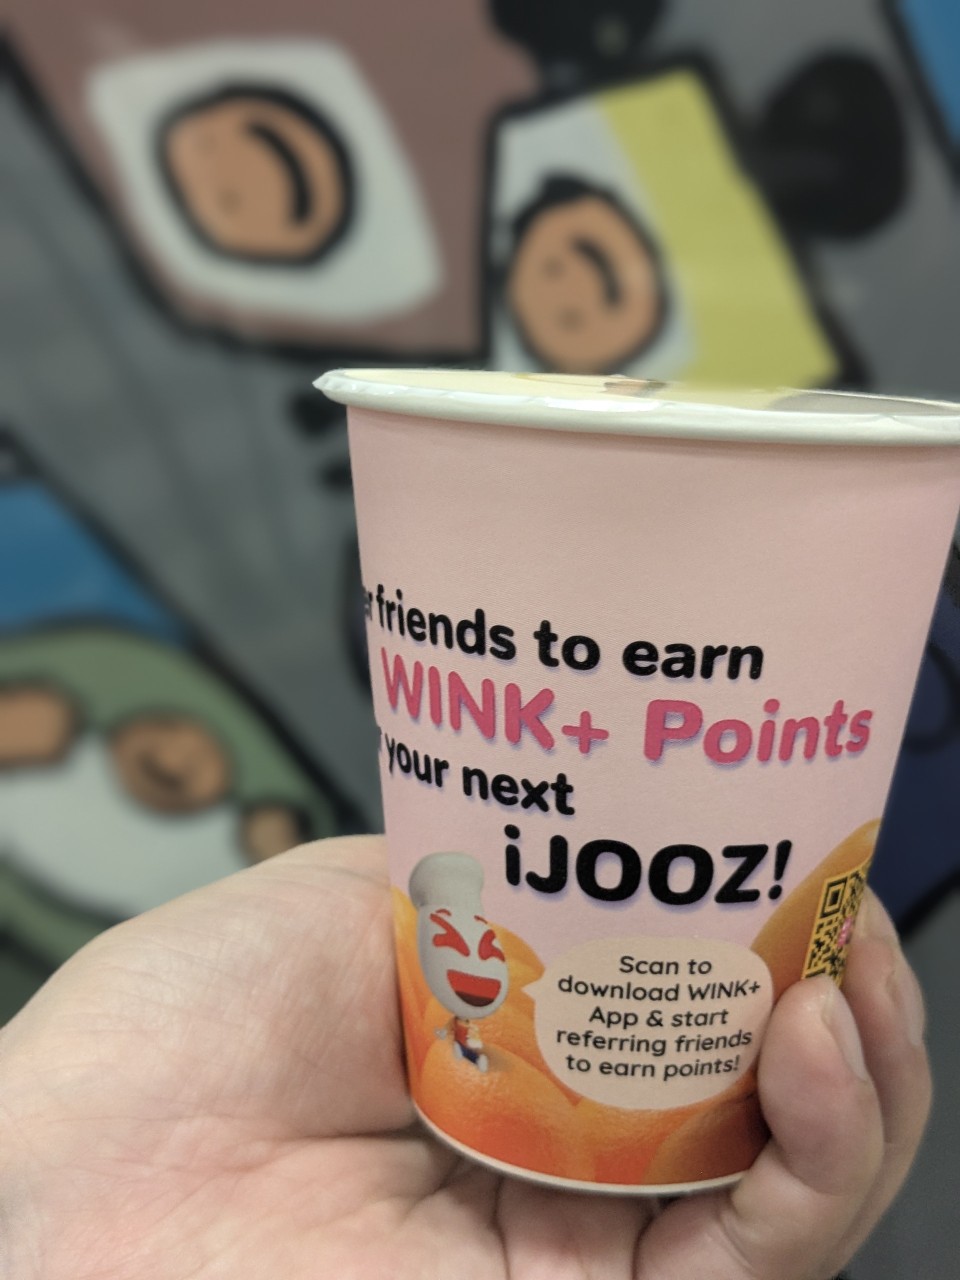 friends to earn
WINK+ Points
your next
iJOOZ!
Scan to
download WINK+
App & start
referring friends
to earn points!